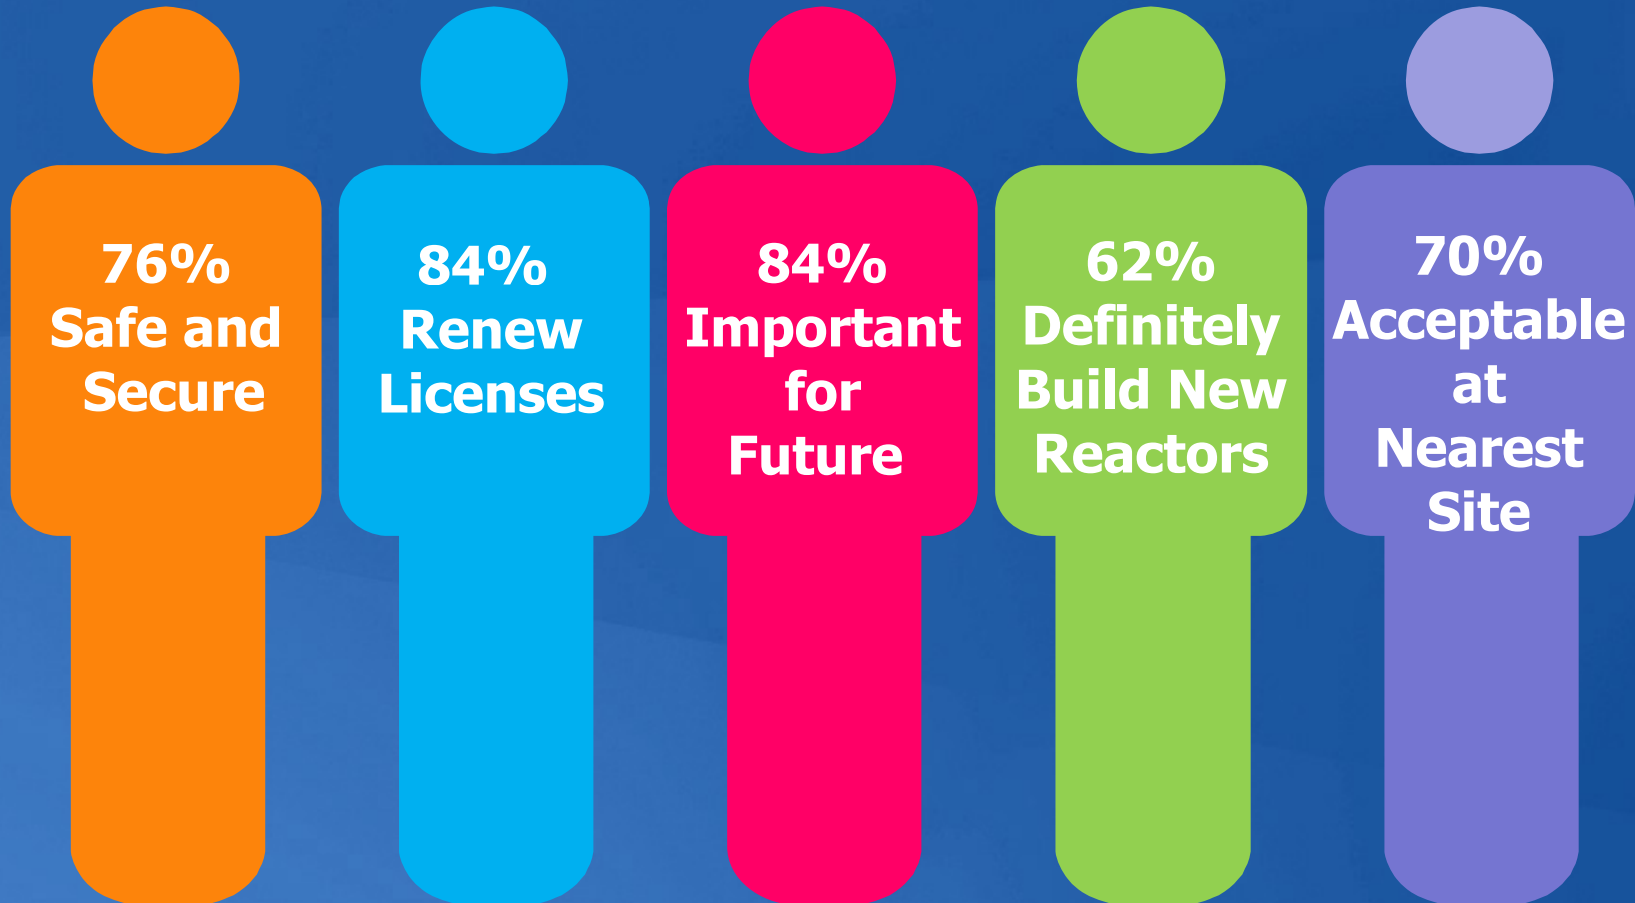 76%
Safe and
Secure
84%
Renew
Licenses
84%
Important
for
Future
62%
Definitely
Build New
Reactors
70%
Acceptable
at
Nearest
Site